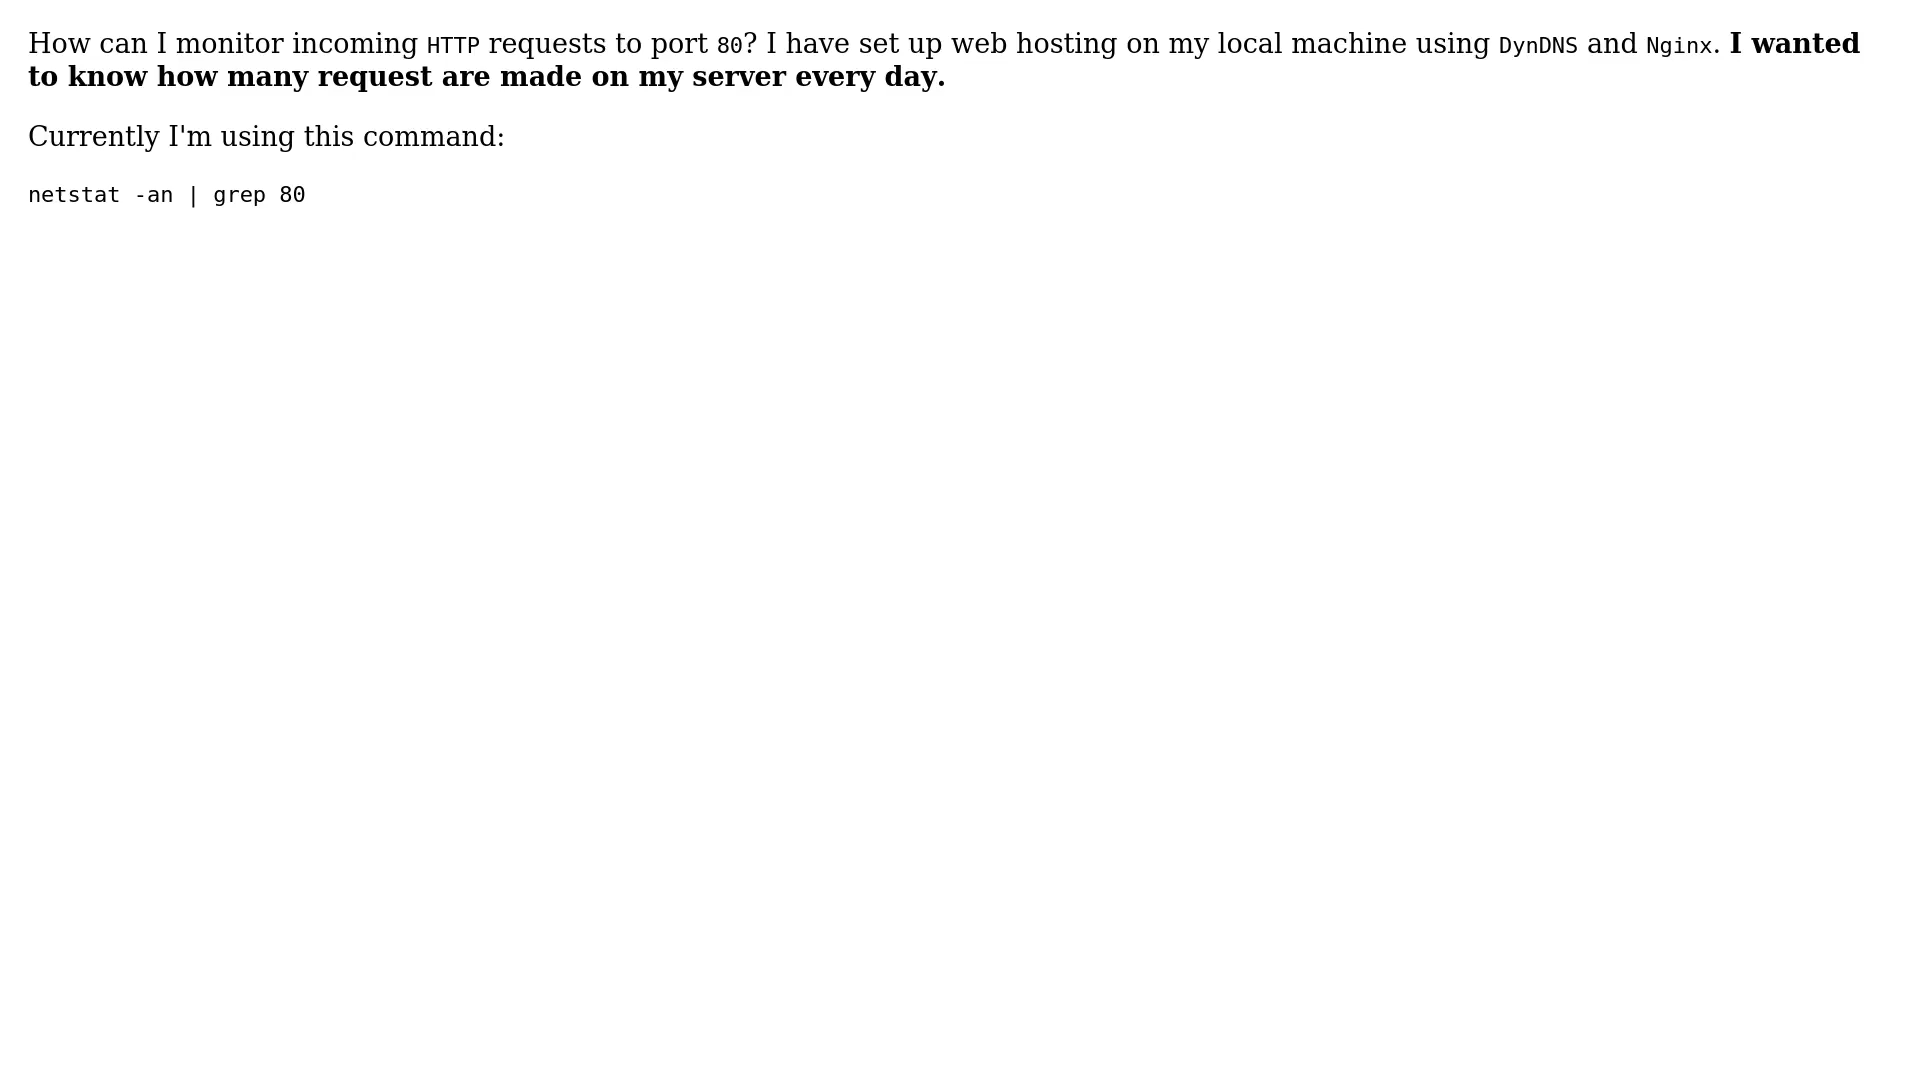 How can I monitor incoming HTTP requests to port 80? I have set up web hosting on my local machine using DynDNS and Nginx. I wanted
to know how many request are made on my server every day.
Currently I'm using this command:
netstat -an | grep 80